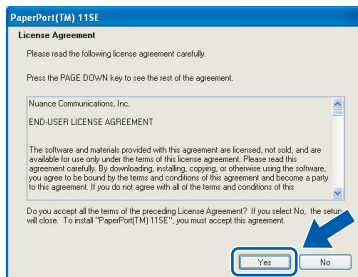 PaperPort(TM) 11SE
License Agreement
Please read the following license agreement carefully.
Press the PAGE DOWN key to see the rest of the agreement.
Nuance Communications, Inc.
END-USER LICENSE AGREEMENT
The software and materials provided with this agreement are licensed, not sold, and are
available for use only under the terms of this license agreement. Please read this
agreement carefully. By downloading, installing, copying, or otherwise using the software,
you agree to be bound by the terms and conditions of this agreement and become a party
to this agreement. If you do not agree with all of the terms and conditions of this
Do you accept all the terms of the preceding License Agreement? If you select No, the setup
will close. To install "PaperPort(TM) 11SE", you must accept this agreement.
Yes
No